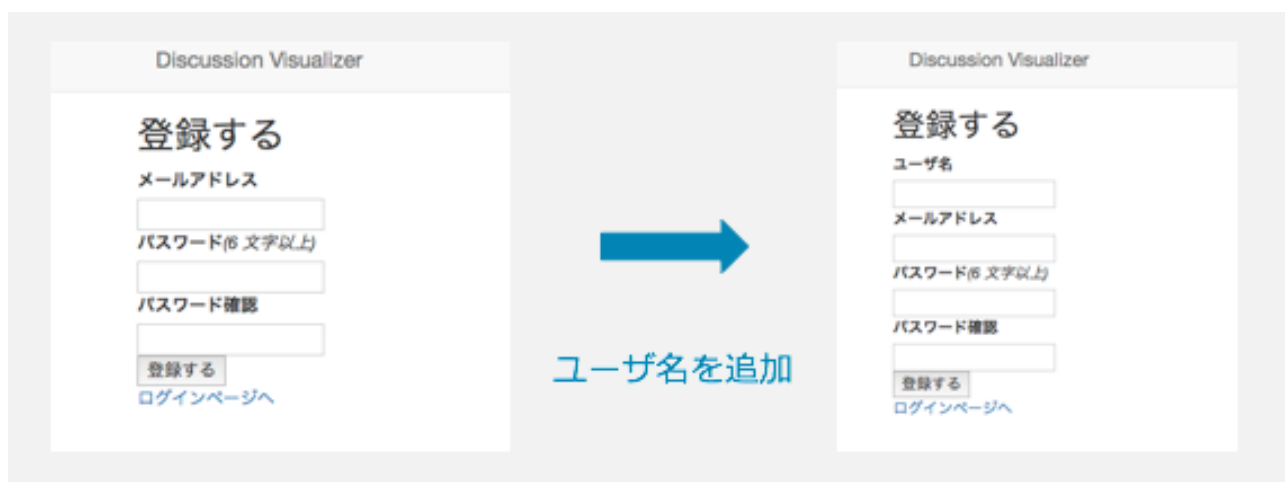 Discussion Visualizer
登録する
メールアドレス
パスワード(6 文字以上)
パスワード確認
登録する
ログインページへ
ユーザ名を追加
Discussion Visualizer
登録する
ユーザ名
メールアドレス
パスワード(6 文字以上)
パスワード確認
登録する
ログインページへ